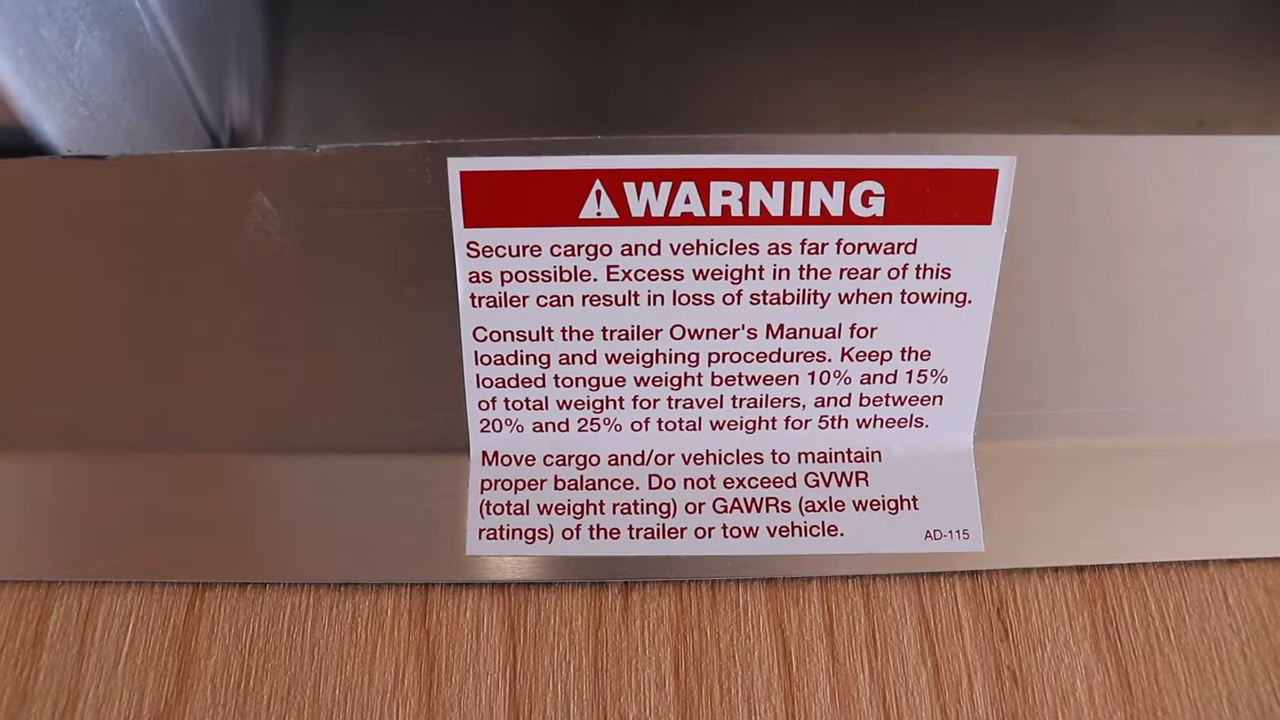 WARNING
Secure cargo and vehicles as far forward
as possible. Excess weight in the rear of this
trailer can result in loss of stability when towing.
Consult the trailer Owner's Manual for
loading and weighing procedures. Keep the
loaded tongue weight between 10% and 15%
of total weight for travel trailers, and between
20% and 25% of total weight for 5th wheels.
Move cargo and/or vehicles to maintain
proper balance. Do not exceed GVWR
(total weight rating) or GAWRs (axle weight
ratings) of the trailer or tow vehicle.
AD-115